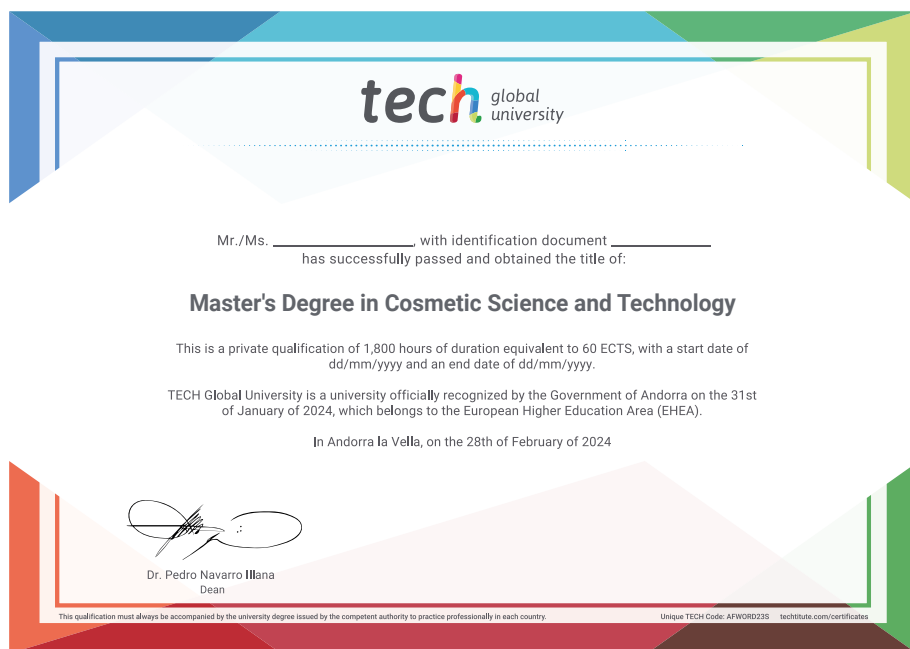 tech global university
Mr./Ms. ____________________, with identification document ______________
has successfully passed and obtained the title of:
Master's Degree in Cosmetic Science and Technology
This is a private qualification of 1,800 hours of duration equivalent to 60 ECTS, with a start date of
dd/mm/yyyy and an end date of dd/mm/yyyy.
TECH Global University is a university officially recognized by the Government of Andorra on the 31st
of January of 2024, which belongs to the European Higher Education Area (EHEA).
In Andorra la Vella, on the 28th of February of 2024
Dr. Pedro Navarro Illana
Dean
This qualification must always be accompanied by the university degree issued by the competent authority to practice professionally in each country.
Unique TECH Code: AFWORD23S techtitute.com/certificates